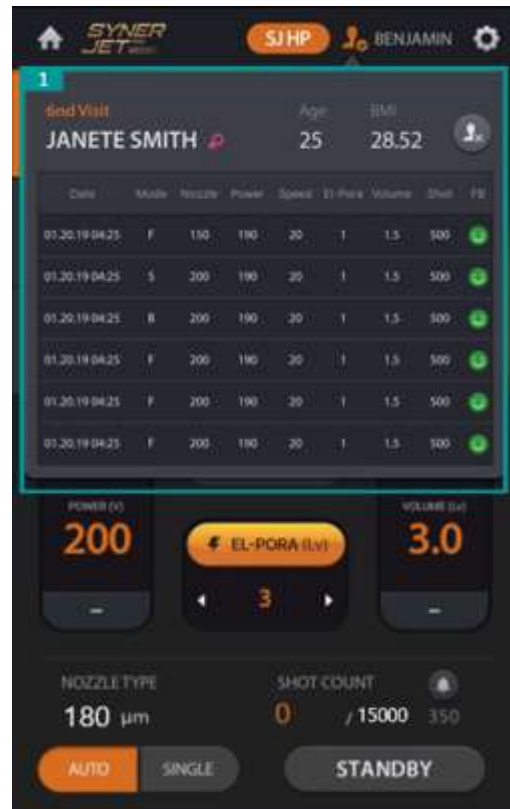 SYNER
JET
SJ HP BENJAMIN
1
6nd Visit Age BMI
JANETE SMITH 25 28.52
Date Mode Nozzle Power Speed El-Pora Volume Shot FB
01.20.19 04:25 F 150 190 20 1 1.5 500
01.20.19 04:25 S 200 190 20 1 1.5 500
01.20.19 04:25 B 200 190 20 1 1.5 500
01.20.19 04:25 F 200 190 20 1 1.5 500
01.20.19 04:25 F 200 190 20 1 1.5 500
01.20.19 04:25 F 200 190 20 1 1.5 500
POWER (V) VOLUME (Lv)
200 EL-PORA (Lv) 3.0
– 3 –
NOZZLE TYPE SHOT COUNT
180 μm 0 / 15000 350
AUTO SINGLE STANDBY